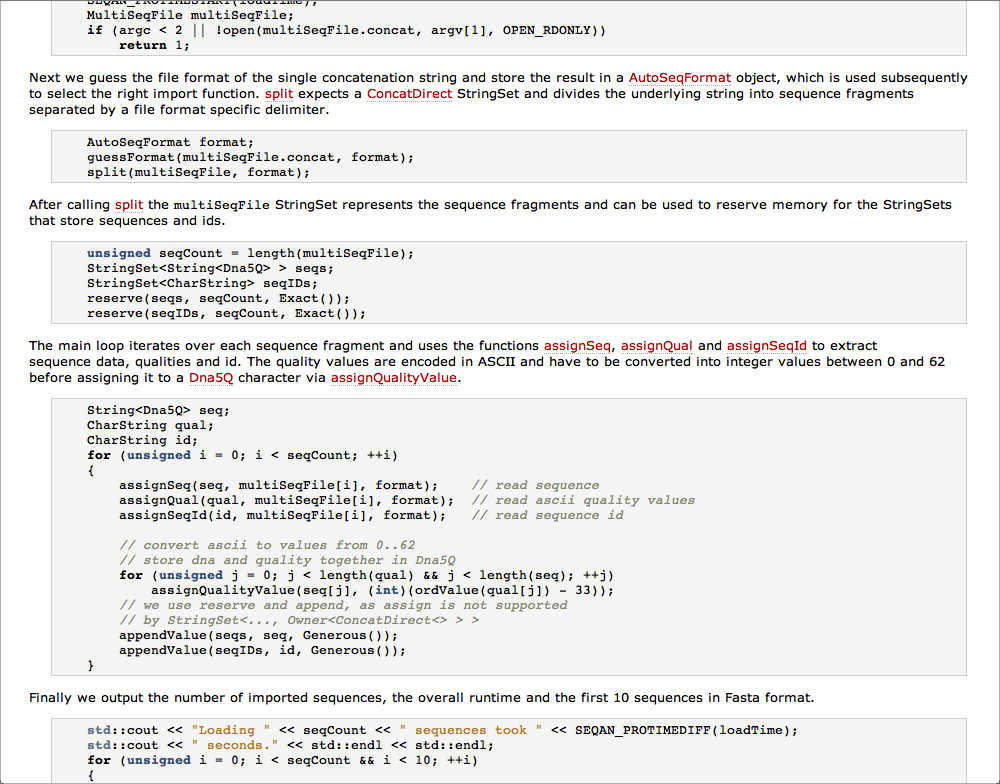 SEQAN_PROTIMESTART(loadTime);
MultiSeqFile multiSeqFile;
if (argc < 2 || !open(multiSeqFile.concat, argv[1], OPEN_RDONLY))
return 1;
Next we guess the file format of the single concatenation string and store the result in a AutoSeqFormat object, which is used subsequently
to select the right import function. split expects a ConcatDirect StringSet and divides the underlying string into sequence fragments
separated by a file format specific delimiter.
AutoSeqFormat format;
guessFormat(multiSeqFile.concat, format);
split(multiSeqFile, format);
After calling split the multiSeqFile StringSet represents the sequence fragments and can be used to reserve memory for the StringSets
that store sequences and ids.
unsigned seqCount = length(multiSeqFile);
StringSet<String<Dna5Q> > seqs;
StringSet<CharString> seqIDs;
reserve(seqs, seqCount, Exact());
reserve(seqIDs, seqCount, Exact());
The main loop iterates over each sequence fragment and uses the functions assignSeq, assignQual and assignSeqId to extract
sequence data, qualities and id. The quality values are encoded in ASCII and have to be converted into integer values between 0 and 62
before assigning it to a Dna5Q character via assignQualityValue.
String<Dna5Q> seq;
CharString qual;
CharString id;
for (unsigned i = 0; i < seqCount; ++i)
{
assignSeq(seq, multiSeqFile[i], format);    // read sequence
assignQual(qual, multiSeqFile[i], format);  // read ascii quality values
assignSeqId(id, multiSeqFile[i], format);   // read sequence id
// convert ascii to values from 0..62
// store dna and quality together in Dna5Q
for (unsigned j = 0; j < length(qual) && j < length(seq); ++j)
assignQualityValue(seq[j], (int)(ordValue(qual[j]) - 33));
// we use reserve and append, as assign is not supported
// by StringSet<..., Owner<ConcatDirect<> > >
appendValue(seqs, seq, Generous());
appendValue(seqIDs, id, Generous());
}
Finally we output the number of imported sequences, the overall runtime and the first 10 sequences in Fasta format.
std::cout << "Loading " << seqCount << " sequences took " << SEQAN_PROTIMEDIFF(loadTime);
std::cout << " seconds." << std::endl << std::endl;
for (unsigned i = 0; i < seqCount && i < 10; ++i)
{